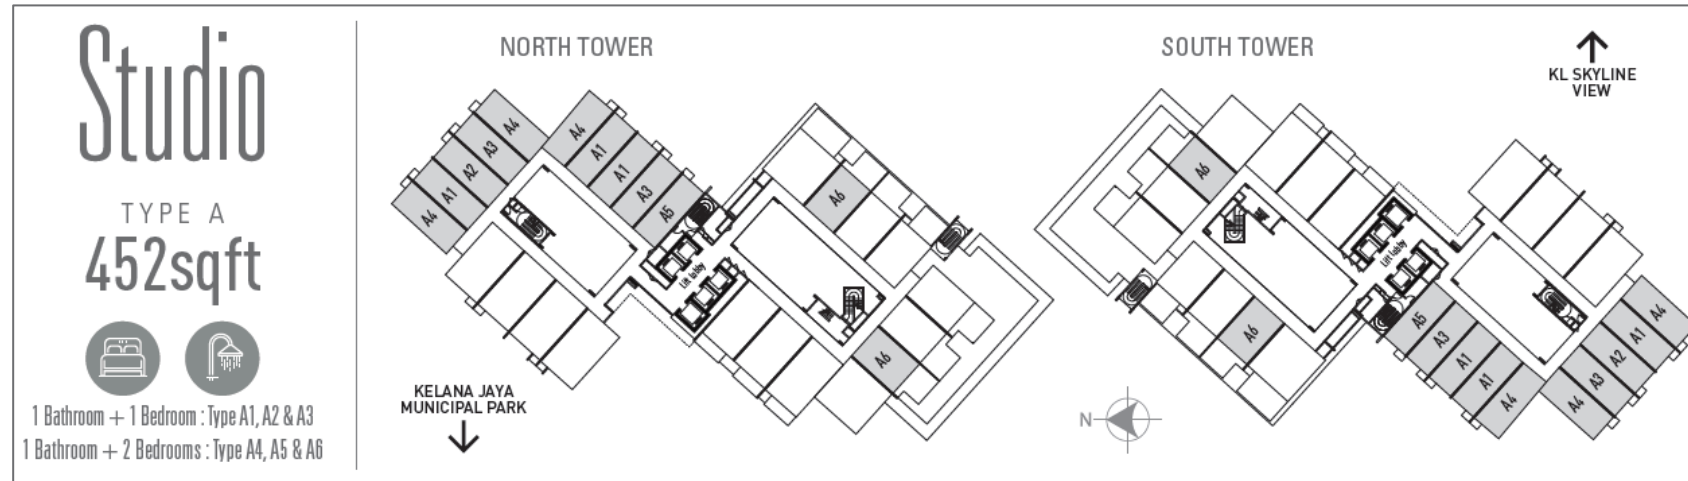 Studio
TYPE A
452sqft
1 Bathroom + 1 Bedroom : Type A1, A2 & A3
1 Bathroom + 2 Bedrooms : Type A4, A5 & A6
NORTH TOWER
A4
A3
A2
A1
A4
A4
A1
A1
A3
A5
A6
Lift lobby
A6
KELANA JAYA
MUNICIPAL PARK
SOUTH TOWER
KL SKYLINE
VIEW
A6
A6
Lift lobby
A5
A3
A1
A1
A4
A4
A1
A2
A3
A4
N